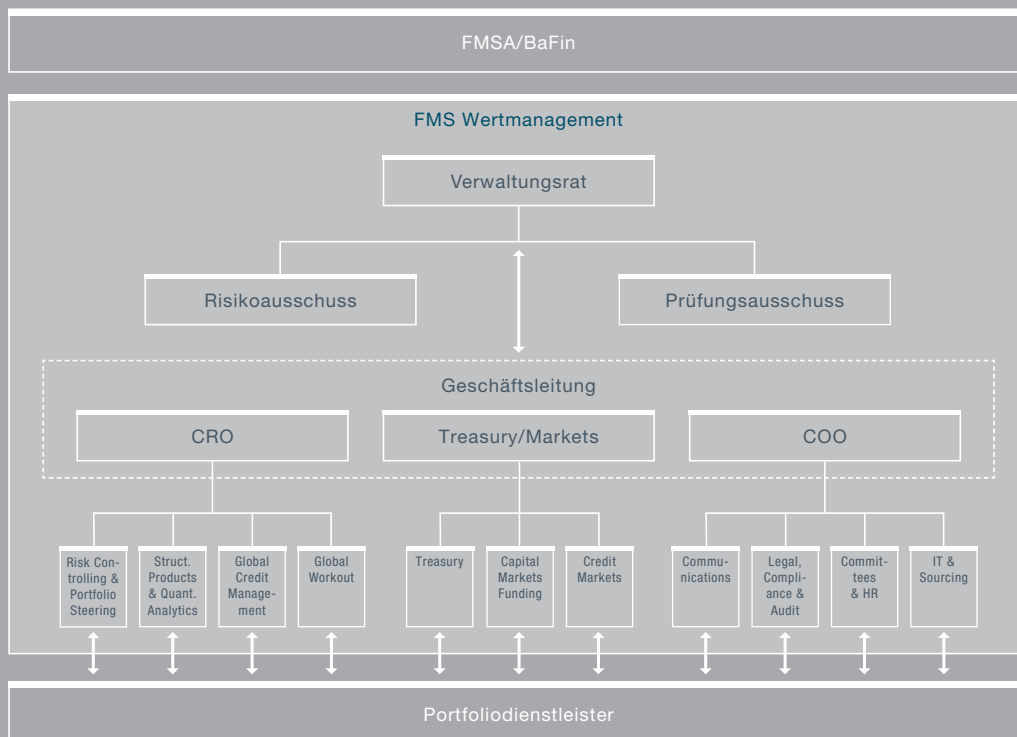 FMSA/BaFin
FMS Wertmanagement
Verwaltungsrat
Risikoausschuss
Prüfungsausschuss
Geschäftsleitung
CRO
Treasury/Markets
COO
Risk Con-
trolling &
Portfolio
Steering
Struct.
Products
& Quant.
Analytics
Global
Credit
Manage-
ment
Global
Workout
Treasury
Capital
Markets
Funding
Credit
Markets
Commu-
nications
Legal,
Compli-
ance &
Audit
Commit-
tees
& HR
IT &
Sourcing
Portfoliodienstleister